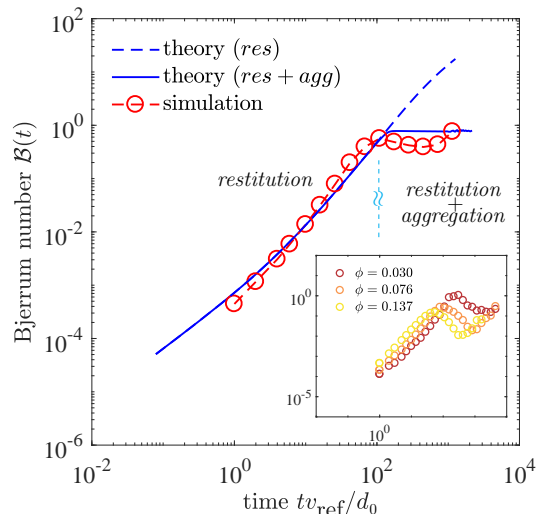 10^2
theory (res)
theory (res + agg)
simulation
10^0
Bjerrum number B(t)
restitution
≈
restitution
+
aggregation
10^-2
ϕ = 0.030
ϕ = 0.076
ϕ = 0.137
10^0
10^-5
10^0
10^-4
10^-6
10^-2
10^0
10^2
10^4
time tv_ref/d_0